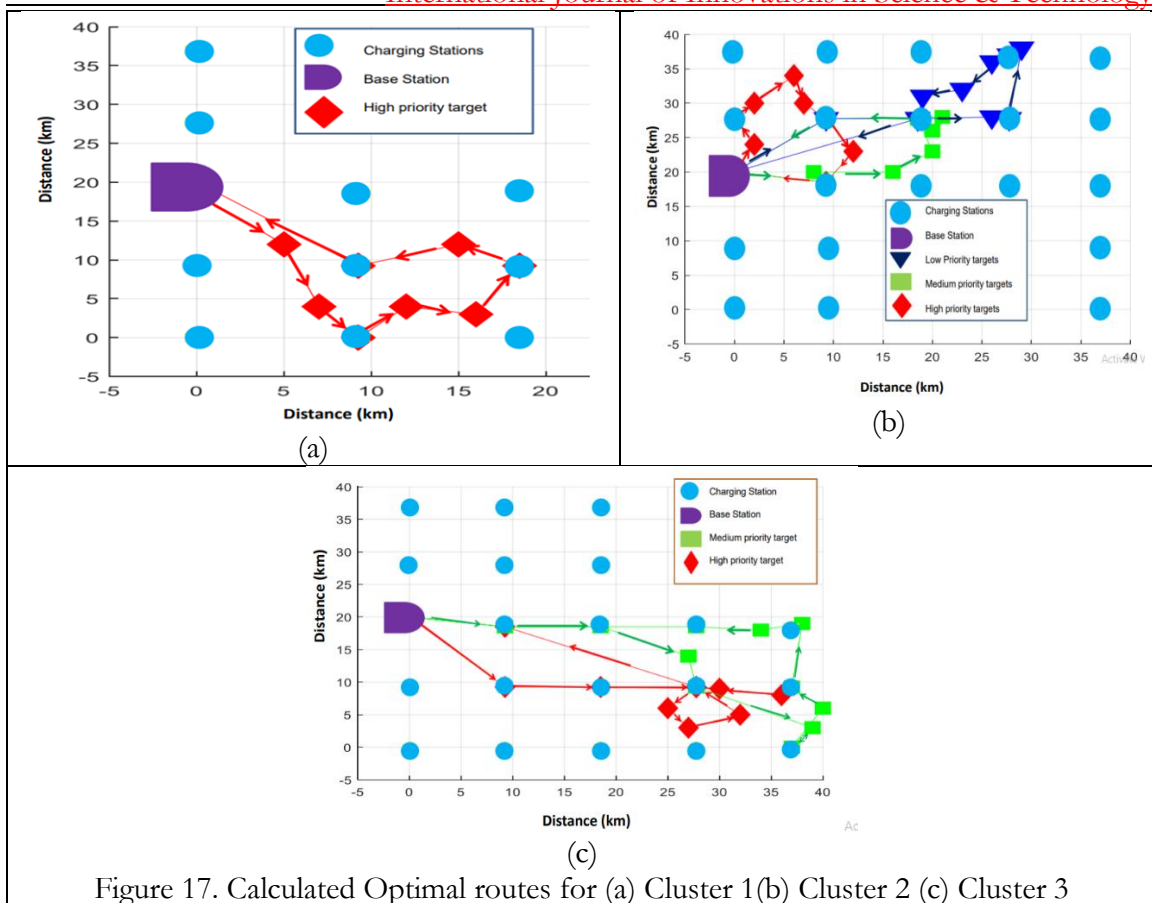 International Journal of Innovations in Science & Technology
40
35
30
25
20
15
10
5
0
-5
-5
0
5
10
15
20
Distance (km)
Distance (km)
Charging Stations
Base Station
High priority target
(a)
40
35
30
25
20
15
10
5
0
-5
-5
0
5
10
15
20
25
30
35
40
Distance (km)
Distance (km)
Charging Stations
Base Station
Low Priority targets
Medium priority targets
High priority targets
(b)
40
35
30
25
20
15
10
5
0
-5
-5
0
5
10
15
20
25
30
35
40
Distance (km)
Distance (km)
Charging Station
Base Station
Medium priority target
High priority target
(c)
Figure 17. Calculated Optimal routes for (a) Cluster 1(b) Cluster 2 (c) Cluster 3